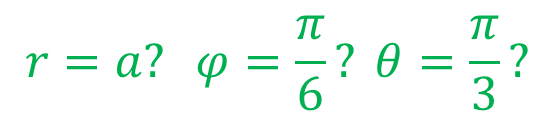 r = a? φ = π/6? θ = π/3?